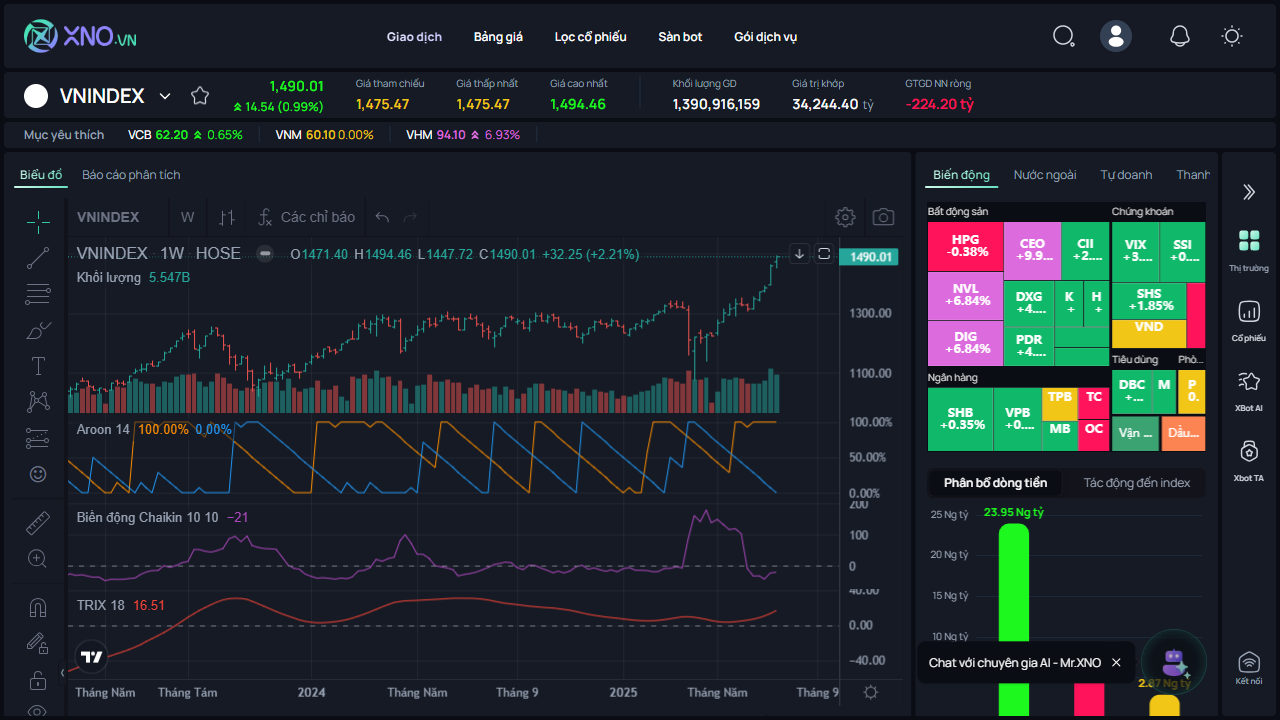 XNO.VN
Giao dịch Bảng giá Lọc cổ phiếu Sàn bot Gói dịch vụ
VNINDEX
1,490.01
14.54 (0.99%)
Giá tham chiếu
1,475.47
Giá thấp nhất
1,475.47
Giá cao nhất
1,494.46
Khối lượng GD
1,390,916,159
Giá trị khớp
34,244.40 tỷ
GTGD NN ròng
-224.20 tỷ
Mục yêu thích VCB 62.20 0.65% VNM 60.10 0.00% VHM 94.10 6.93%
Biểu đồ Báo cáo phân tích
VNINDEX W Các chỉ báo
VNINDEX 1W HOSE O1471.40 H1494.46 L1447.72 C1490.01 +32.25 (+2.21%)
Khối lượng 5.547B
1490.01
1300.00
1100.00
Aroon 14 100.00% 0.00%
100.00%
50.00%
0.00%
Biến động Chaikin 10 10 −21
200
100
0
TRIX 18 16.51
40.00
0.00
−40.00
Tháng Năm Tháng Tám 2024 Tháng Năm Tháng 9 2025 Tháng Năm Tháng 9
Biến động Nước ngoài Tự doanh Thanh
Bất động sản
HPG
-0.38%
CEO
+9.9...
CII
+2....
NVL
+6.84%
DXG
+4....
K
+
H
+
DIG
+6.84%
PDR
+4....
Chứng khoán
VIX
+3....
SSI
+0....
SHS
+1.85%
VND
Ngân hàng
SHB
+0.35%
VPB
+0....
TPB
TC
MB
OC
Tiêu dùng Phò...
DBC
+...
M
P
0.
Vận ...
Dầu...
Phân bổ dòng tiền Tác động đến index
25 Ng tỷ
23.95 Ng tỷ
20 Ng tỷ
15 Ng tỷ
10 Ng tỷ
Chat với chuyên gia AI - Mr.XNO
Thị trường
Cổ phiếu
XBot AI
Xbot TA
Kết nối